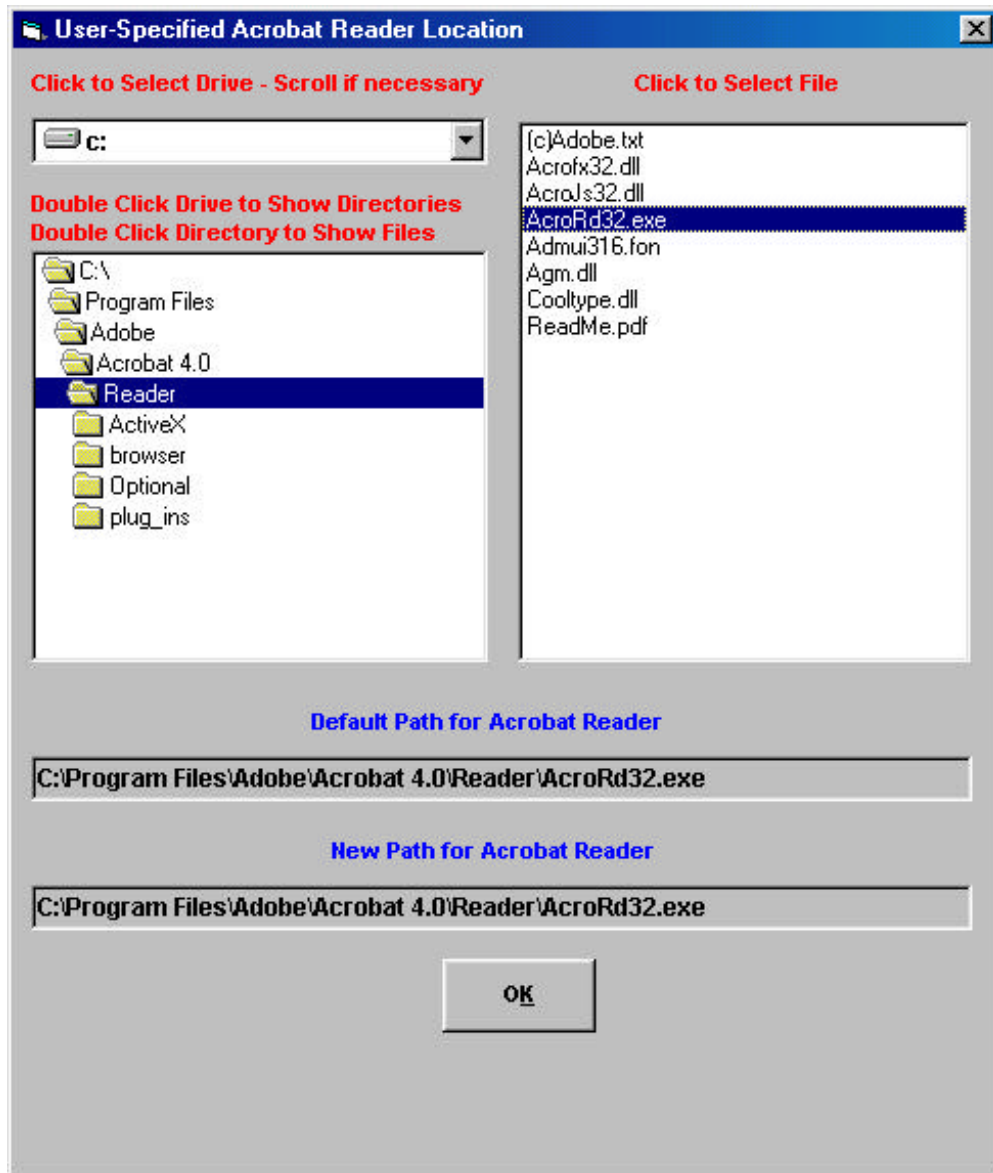 User-Specified Acrobat Reader Location
Click to Select Drive - Scroll if necessary
c:
Double Click Drive to Show Directories
Double Click Directory to Show Files
C:\
Program Files
Adobe
Acrobat 4.0
Reader
ActiveX
browser
Optional
plug_ins
Click to Select File
(c)Adobe.txt
Acrofx32.dll
AcroJs32.dll
AcroRd32.exe
Admui316.fon
Agm.dll
Cooltype.dll
ReadMe.pdf
Default Path for Acrobat Reader
C:\Program Files\Adobe\Acrobat 4.0\Reader\AcroRd32.exe
New Path for Acrobat Reader
C:\Program Files\Adobe\Acrobat 4.0\Reader\AcroRd32.exe
OK